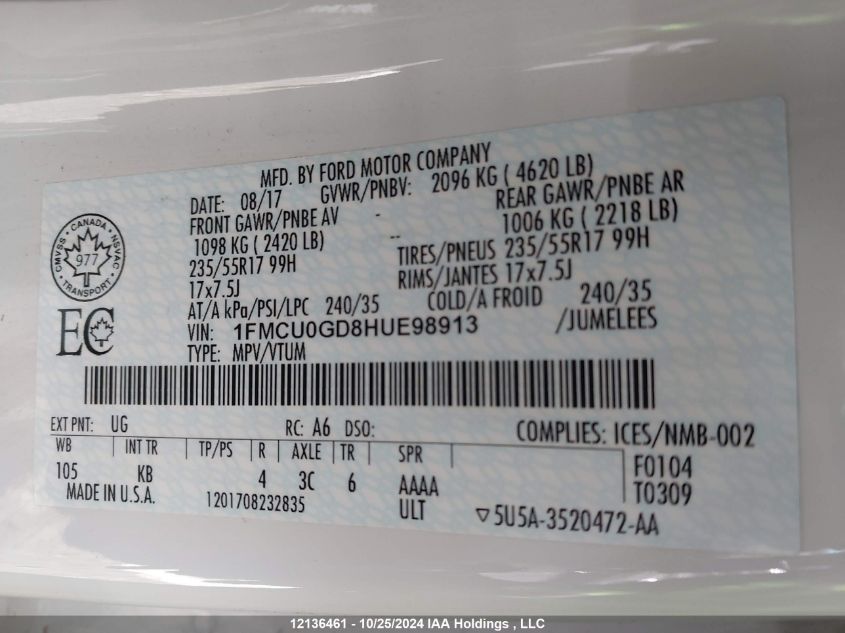 MFD. BY FORD MOTOR COMPANY
DATE: 08/17 GVWR/PNBV: 2096 KG ( 4620 LB)
FRONT GAWR/PNBE AV - REAR GAWR/PNBE AR
1098 KG ( 2420 LB) - 1006 KG ( 2218 LB)
235/55R17 99H TIRES/PNEUS 235/55R17 99H
17x7.5J RIMS/JANTES 17x7.5J
AT/A kPa/PSI/LPC 240/35 COLD/A FROID 240/35
VIN: 1FMCU0GD8HUE98913 /JUMELEES
TYPE: MPV/VTUM
CANADA
CMVSS NSVAC
977
TRANSPORT
EC
EXT PNT: UG RC: A6 DSO: COMPLIES: ICES/NMB-002
WB INT TR TP/PS R AXLE TR SPR F0104
105 KB 4 3C 6 AAAA T0309
MADE IN U.S.A. 1201708232835 ULT ▽5U5A-3520472-AA
12136461 - 10/25/2024 IAA Holdings , LLC